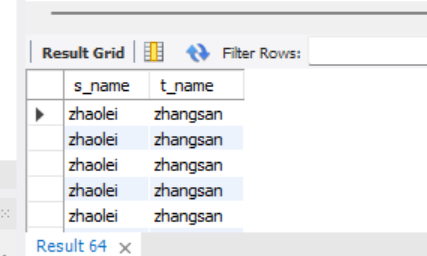 Result Grid Filter Rows:
s_name t_name
zhaolei zhangsan
zhaolei zhangsan
zhaolei zhangsan
zhaolei zhangsan
zhaolei zhangsan
Result 64 ×